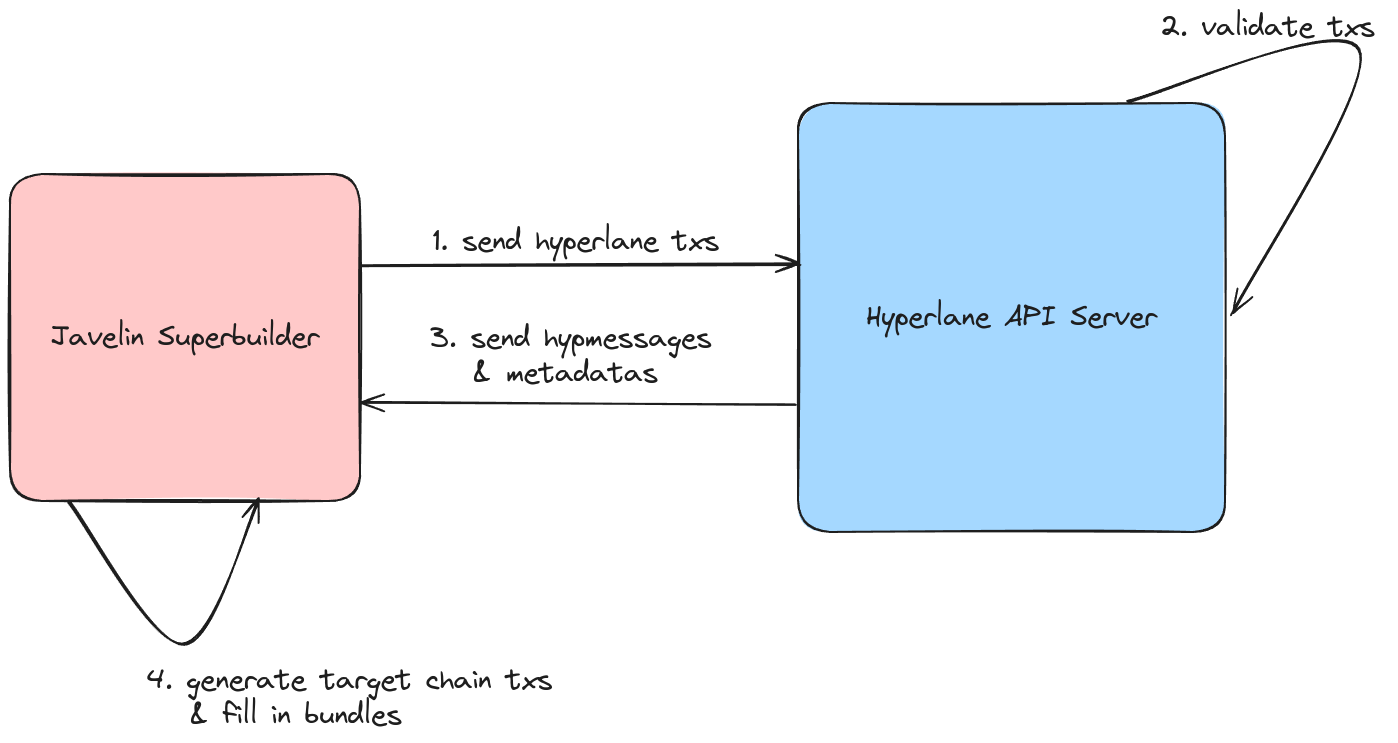 2. validate txs
1. send hyperlane txs
Javelin Superbuilder
Hyperlane API Server
3. send hypmessages
& metadatas
4. generate target chain txs
& fill in bundles